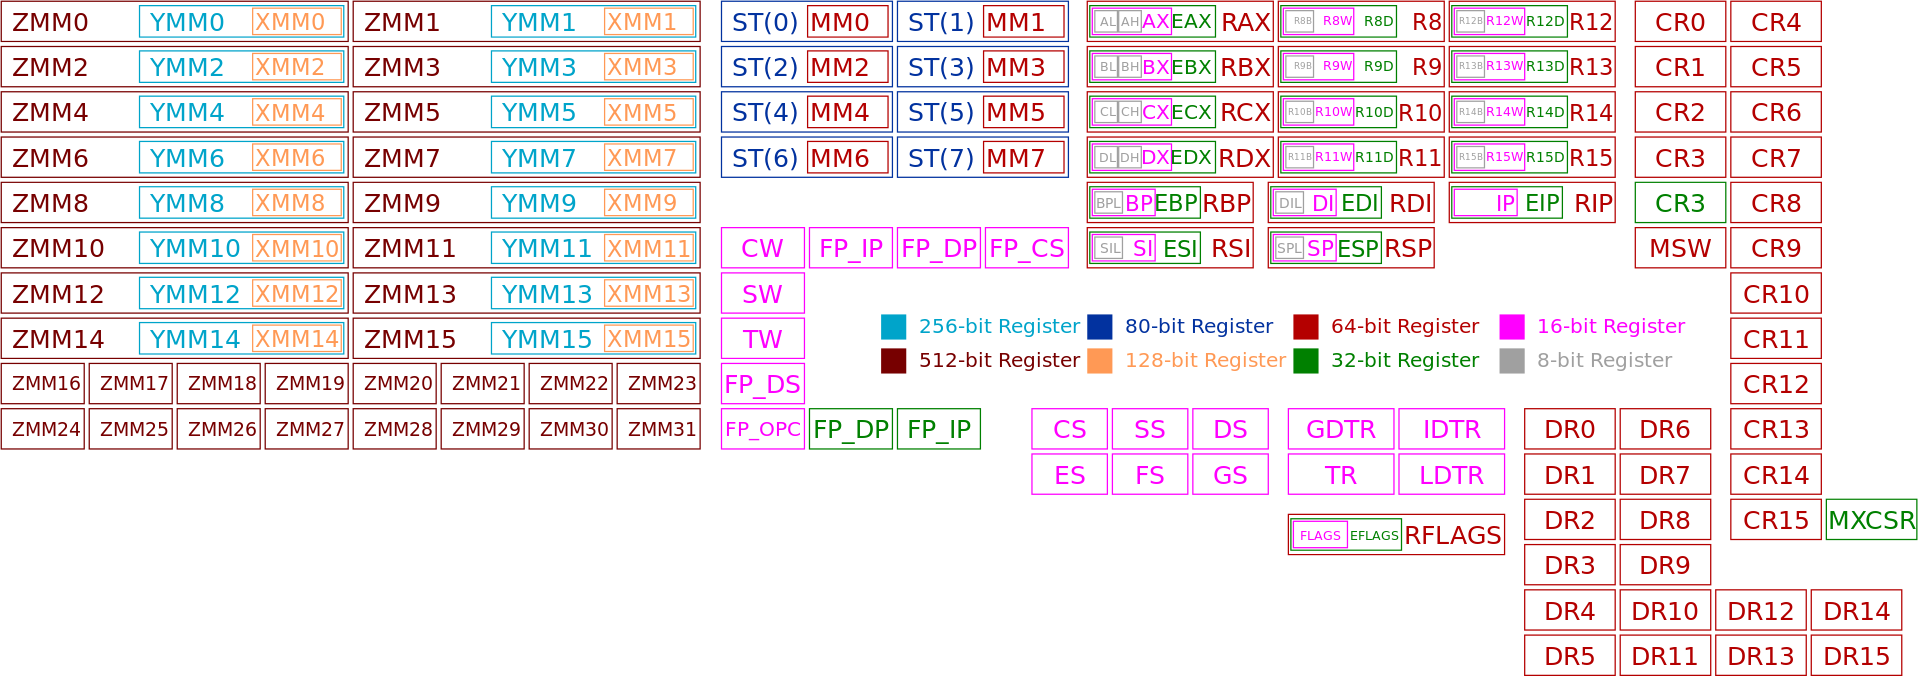 ZMM0 YMM0 XMM0 ZMM1 YMM1 XMM1 ST(0) MM0 ST(1) MM1 AL AH AX EAX RAX R8B R8W R8D R8 R12B R12W R12D R12 CR0 CR4
ZMM2 YMM2 XMM2 ZMM3 YMM3 XMM3 ST(2) MM2 ST(3) MM3 BL BH BX EBX RBX R9B R9W R9D R9 R13B R13W R13D R13 CR1 CR5
ZMM4 YMM4 XMM4 ZMM5 YMM5 XMM5 ST(4) MM4 ST(5) MM5 CL CH CX ECX RCX R10B R10W R10D R10 R14B R14W R14D R14 CR2 CR6
ZMM6 YMM6 XMM6 ZMM7 YMM7 XMM7 ST(6) MM6 ST(7) MM7 DL DH DX EDX RDX R11B R11W R11D R11 R15B R15W R15D R15 CR3 CR7
ZMM8 YMM8 XMM8 ZMM9 YMM9 XMM9 BPL BP EBP RBP DIL DI EDI RDI IP EIP RIP CR3 CR8
ZMM10 YMM10 XMM10 ZMM11 YMM11 XMM11 CW FP_IP FP_DP FP_CS SIL SI ESI RSI SPL SP ESP RSP MSW CR9
ZMM12 YMM12 XMM12 ZMM13 YMM13 XMM13 SW CR10
256-bit Register 80-bit Register 64-bit Register 16-bit Register
ZMM14 YMM14 XMM14 ZMM15 YMM15 XMM15 TW CR11
512-bit Register 128-bit Register 32-bit Register 8-bit Register
ZMM16 ZMM17 ZMM18 ZMM19 ZMM20 ZMM21 ZMM22 ZMM23 FP_DS CR12
ZMM24 ZMM25 ZMM26 ZMM27 ZMM28 ZMM29 ZMM30 ZMM31 FP_OPC FP_DP FP_IP CS SS DS GDTR IDTR DR0 DR6 CR13
ES FS GS TR LDTR DR1 DR7 CR14
DR2 DR8 CR15 MXCSR
FLAGS EFLAGS RFLAGS
DR3 DR9
DR4 DR10 DR12 DR14
DR5 DR11 DR13 DR15